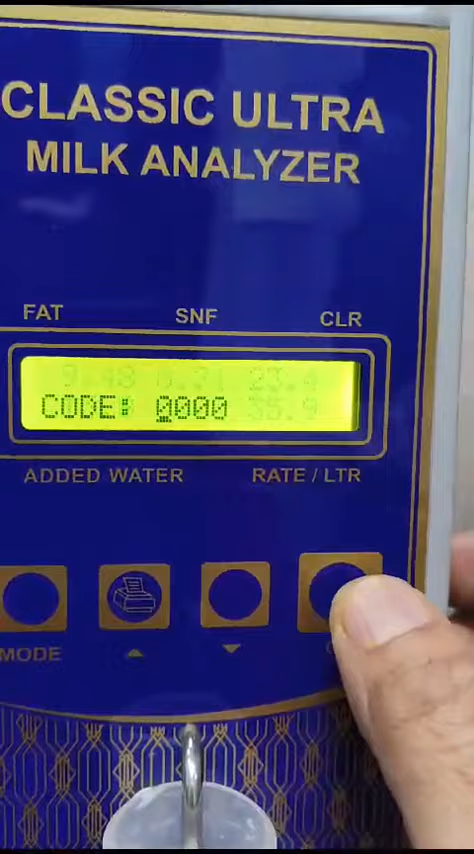 CLASSIC ULTRA
MILK ANALYZER
FAT SNF CLR
CODE: 0000
ADDED WATER RATE / LTR
MODE